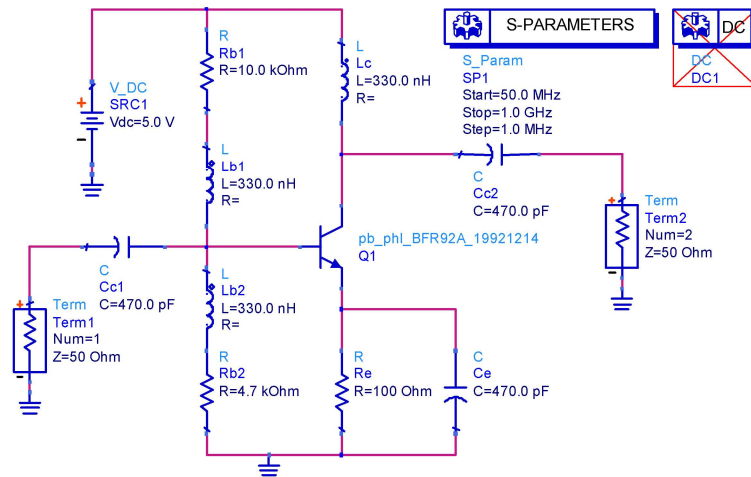 S-PARAMETERS
DC
R
Rb1
R=10.0 kOhm
L
Lc
L=330.0 nH
R=
S_Param
SP1
Start=50.0 MHz
Stop=1.0 GHz
Step=1.0 MHz
DC
DC1
V_DC
SRC1
Vdc=5.0 V
+
−
L
Lb1
L=330.0 nH
R=
C
Cc2
C=470.0 pF
+
Term
Term2
Num=2
Z=50 Ohm
−
pb_phl_BFR92A_19921214
Q1
C
Cc1
C=470.0 pF
L
Lb2
L=330.0 nH
R=
+
Term
Term1
Num=1
Z=50 Ohm
-
R
Rb2
R=4.7 kOhm
R
Re
R=100 Ohm
C
Ce
C=470.0 pF